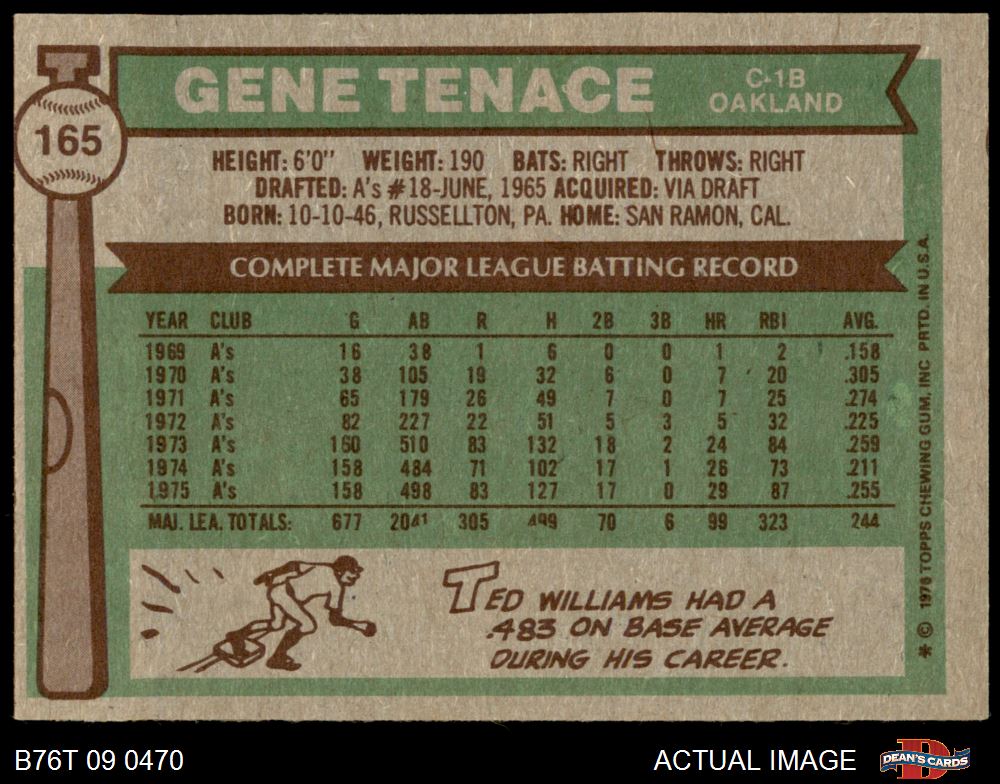 165
GENE TENACE
C-1B
OAKLAND
HEIGHT: 6'0" WEIGHT: 190 BATS: RIGHT THROWS: RIGHT
DRAFTED: A's #18-JUNE, 1965 ACQUIRED: VIA DRAFT
BORN: 10-10-46, RUSSELLTON, PA. HOME: SAN RAMON, CAL.
COMPLETE MAJOR LEAGUE BATTING RECORD
YEAR CLUB G AB R H 2B 3B HR RBI AVG.
1969 A's 16 38 1 6 0 0 1 2 .158
1970 A's 38 105 19 32 6 0 7 20 .305
1971 A's 65 179 26 49 7 0 7 25 .274
1972 A's 82 227 22 51 5 3 5 32 .225
1973 A's 160 510 83 132 18 2 24 84 .259
1974 A's 158 484 71 102 17 1 26 73 .211
1975 A's 158 498 83 127 17 0 29 87 .255
MAJ. LEA. TOTALS: 677 2041 305 499 70 6 99 323 .244
TED WILLIAMS HAD A
.483 ON BASE AVERAGE
DURING HIS CAREER.
* © 1976 TOPPS CHEWING GUM, INC PRTD. IN U.S.A.
B76T 09 0470
ACTUAL IMAGE
DEAN'S CARDS